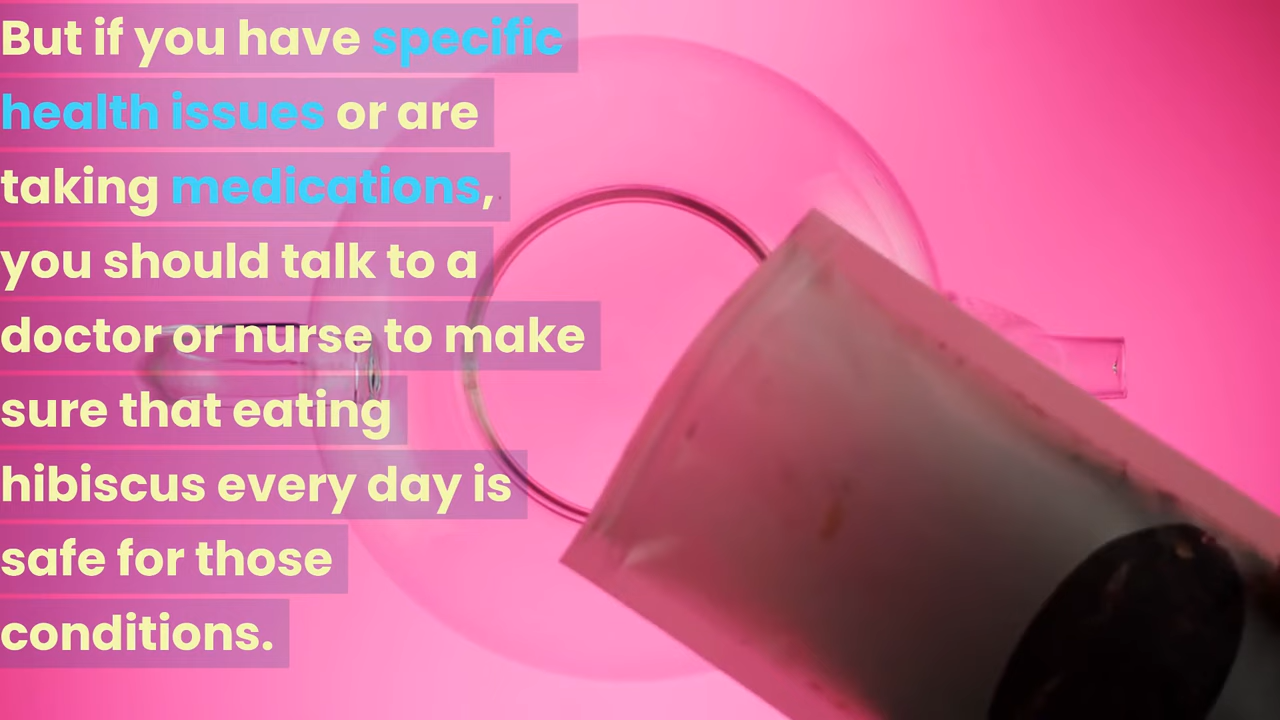 But if you have specific
health issues or are
taking medications,
you should talk to a
doctor or nurse to make
sure that eating
hibiscus every day is
safe for those
conditions.